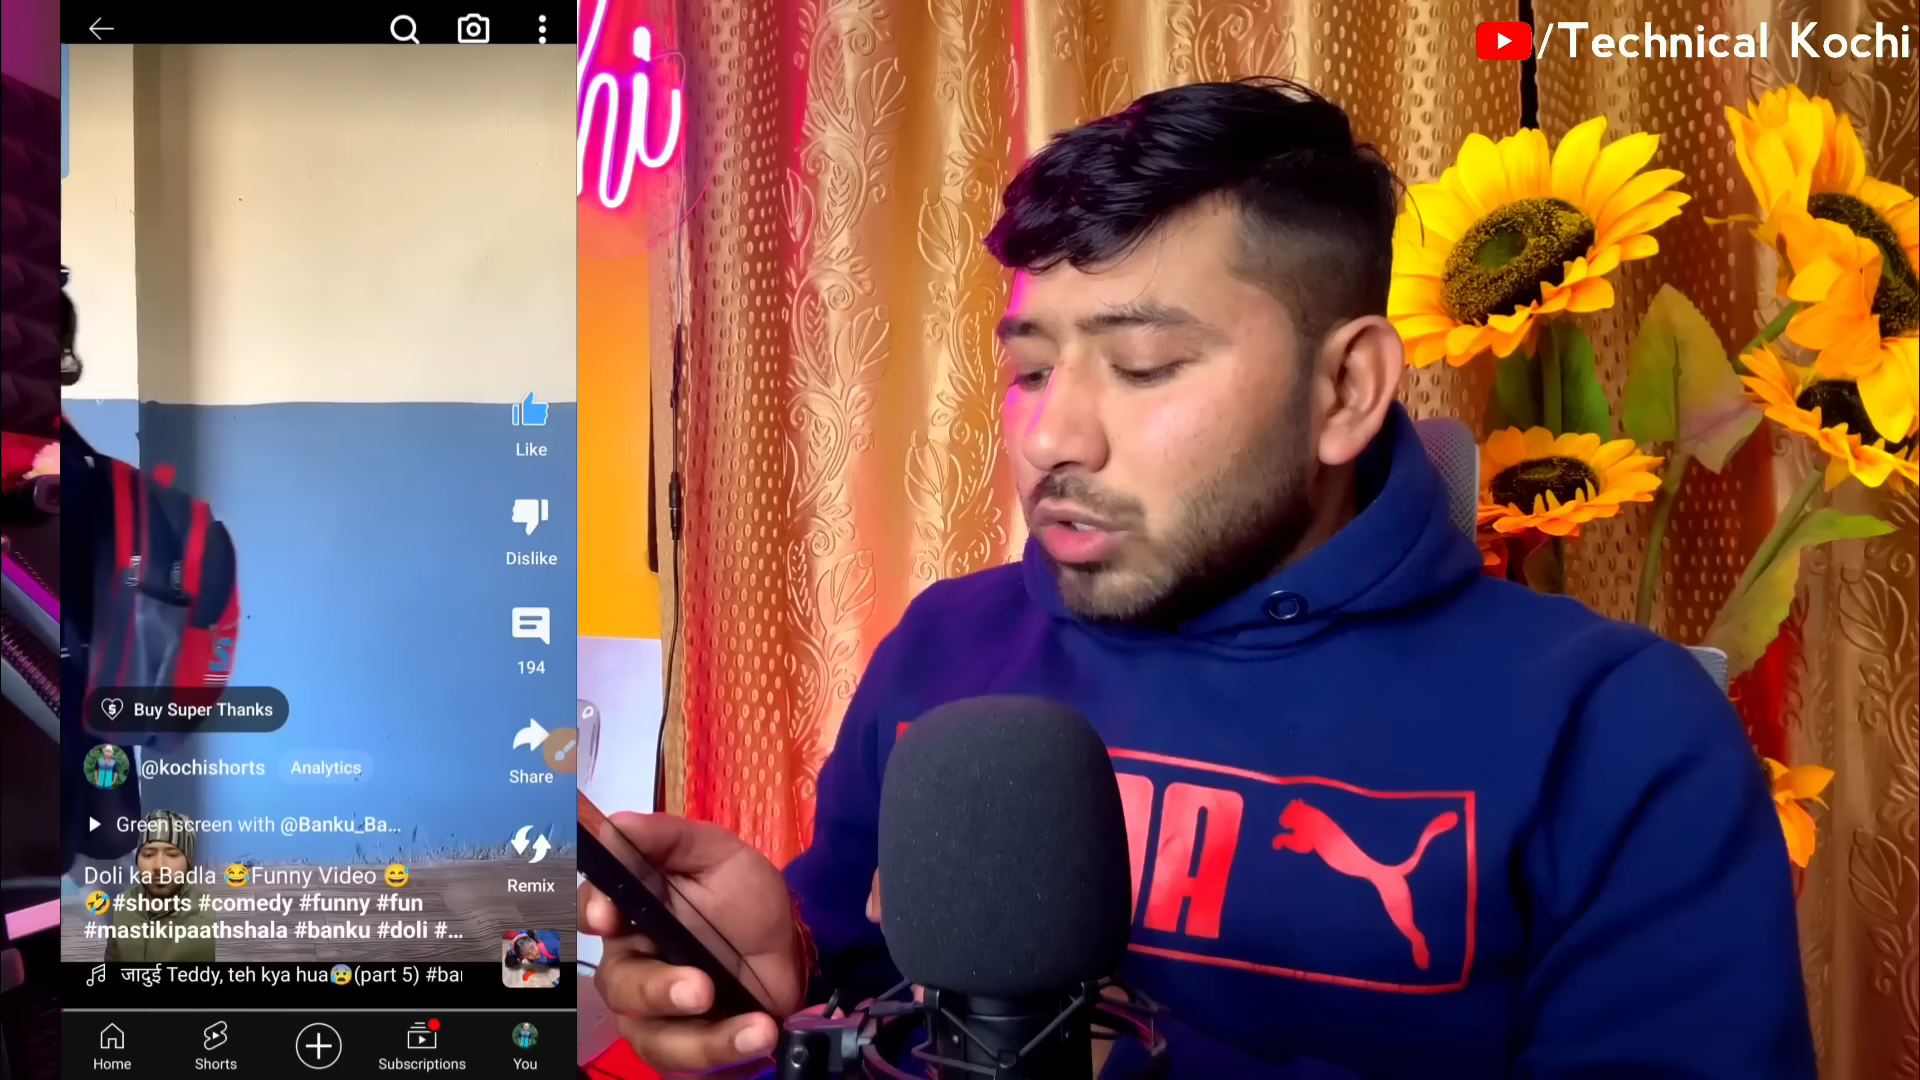 /Technical Kochi
hi
Like
Dislike
194
Buy Super Thanks
@kochishorts Analytics
Share
Green screen with @Banku_Ba...
Doli ka Badla 😂Funny Video 😅
🤣#shorts #comedy #funny #fun
#mastikipaathshala #banku #doli #...
Remix
जादुई Teddy, teh kya hua😰(part 5) #bai
Home
Shorts
Subscriptions
You